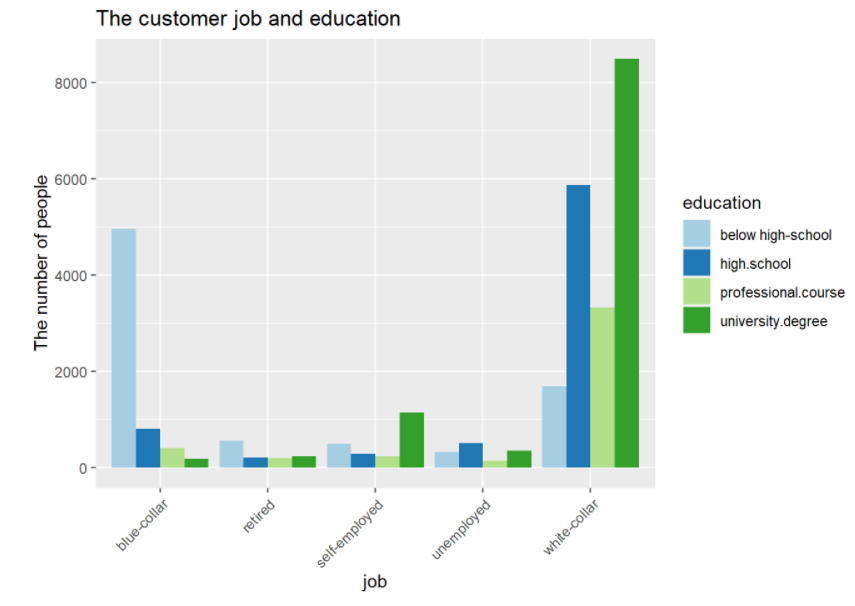 The customer job and education
The number of people
8000
6000
4000
2000
0
blue-collar
retired
self-employed
unemployed
white-collar
job
education
below high-school
high.school
professional.course
university.degree